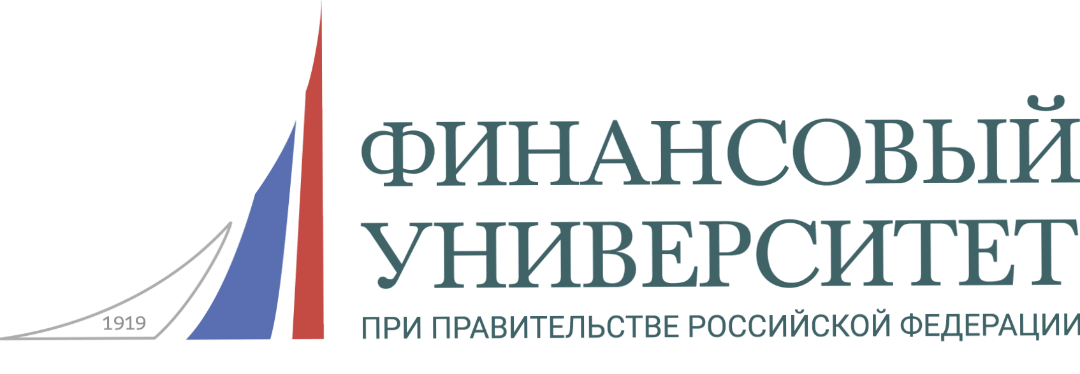 1919
ФИНАНСОВЫЙ
УНИВЕРСИТЕТ
ПРИ ПРАВИТЕЛЬСТВЕ РОССИЙСКОЙ ФЕДЕРАЦИИ